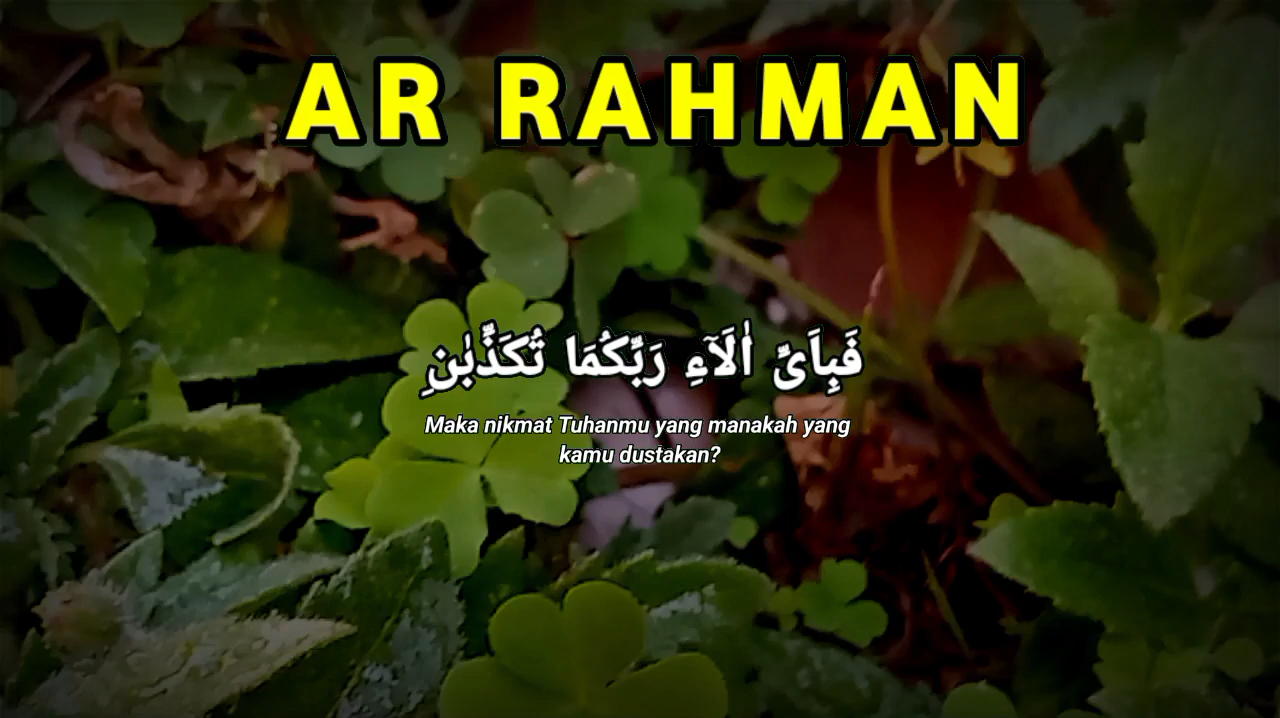 AR RAHMAN
فَبِاَىِّ اٰلَاۤءِ رَبِّكُمَا تُكَذِّبٰنِ
Maka nikmat Tuhanmu yang manakah yang
kamu dustakan?